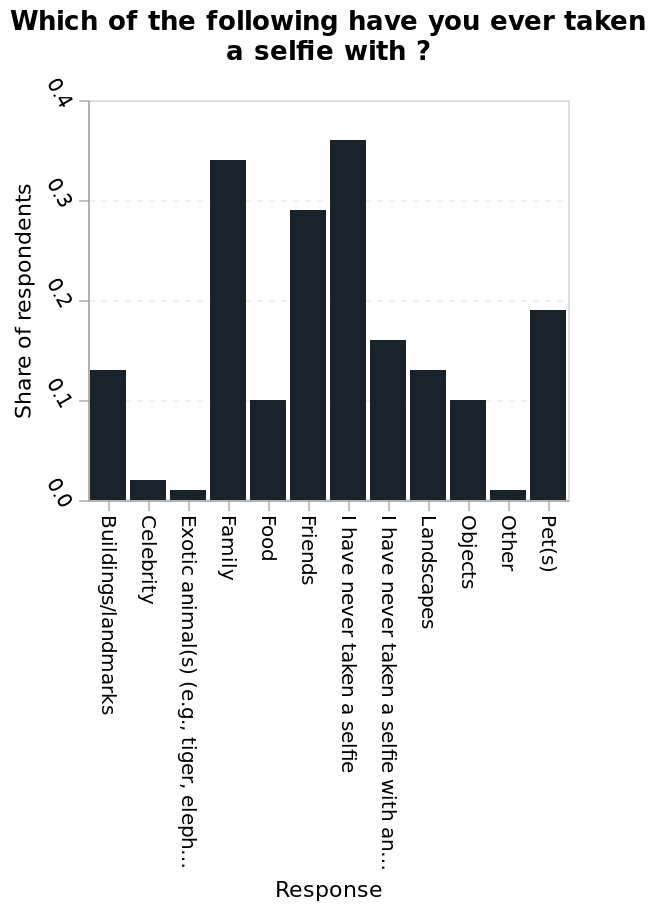 Which of the following have you ever taken
a selfie with ?
0.4
0.3
0.2
0.1
0.0
Share of respondents
Buildings/landmarks
Celebrity
Exotic animal(s) (e.g., tiger, eleph...
Family
Food
Friends
I have never taken a selfie
I have never taken a selfie with an...
Landscapes
Objects
Other
Pet(s)
Response